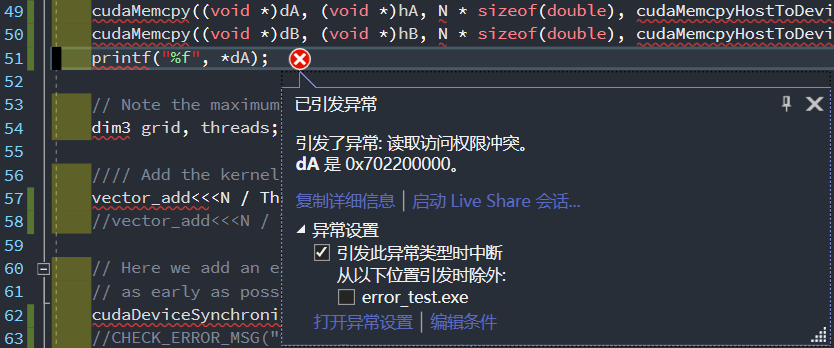 49 cudaMemcpy((void *)dA, (void *)hA, N * sizeof(double), cudaMemcpyHostToDevi
50 cudaMemcpy((void *)dB, (void *)hB, N * sizeof(double), cudaMemcpyHostToDevi
51 printf("%f", *dA);
52
53 // Note the maximum
54 dim3 grid, threads;
55
56 //// Add the kernel
57 vector_add<<<N / Th
58 //vector_add<<<N /
59
60 // Here we add an e
61 // as early as poss
62 cudaDeviceSynchroni
63 //CHECK_ERROR_MSG("
已引发异常
引发了异常: 读取访问权限冲突。
dA 是 0x702200000。
复制详细信息 | 启动 Live Share 会话...
异常设置
引发此异常类型时中断
从以下位置引发时除外:
error_test.exe
打开异常设置 | 编辑条件